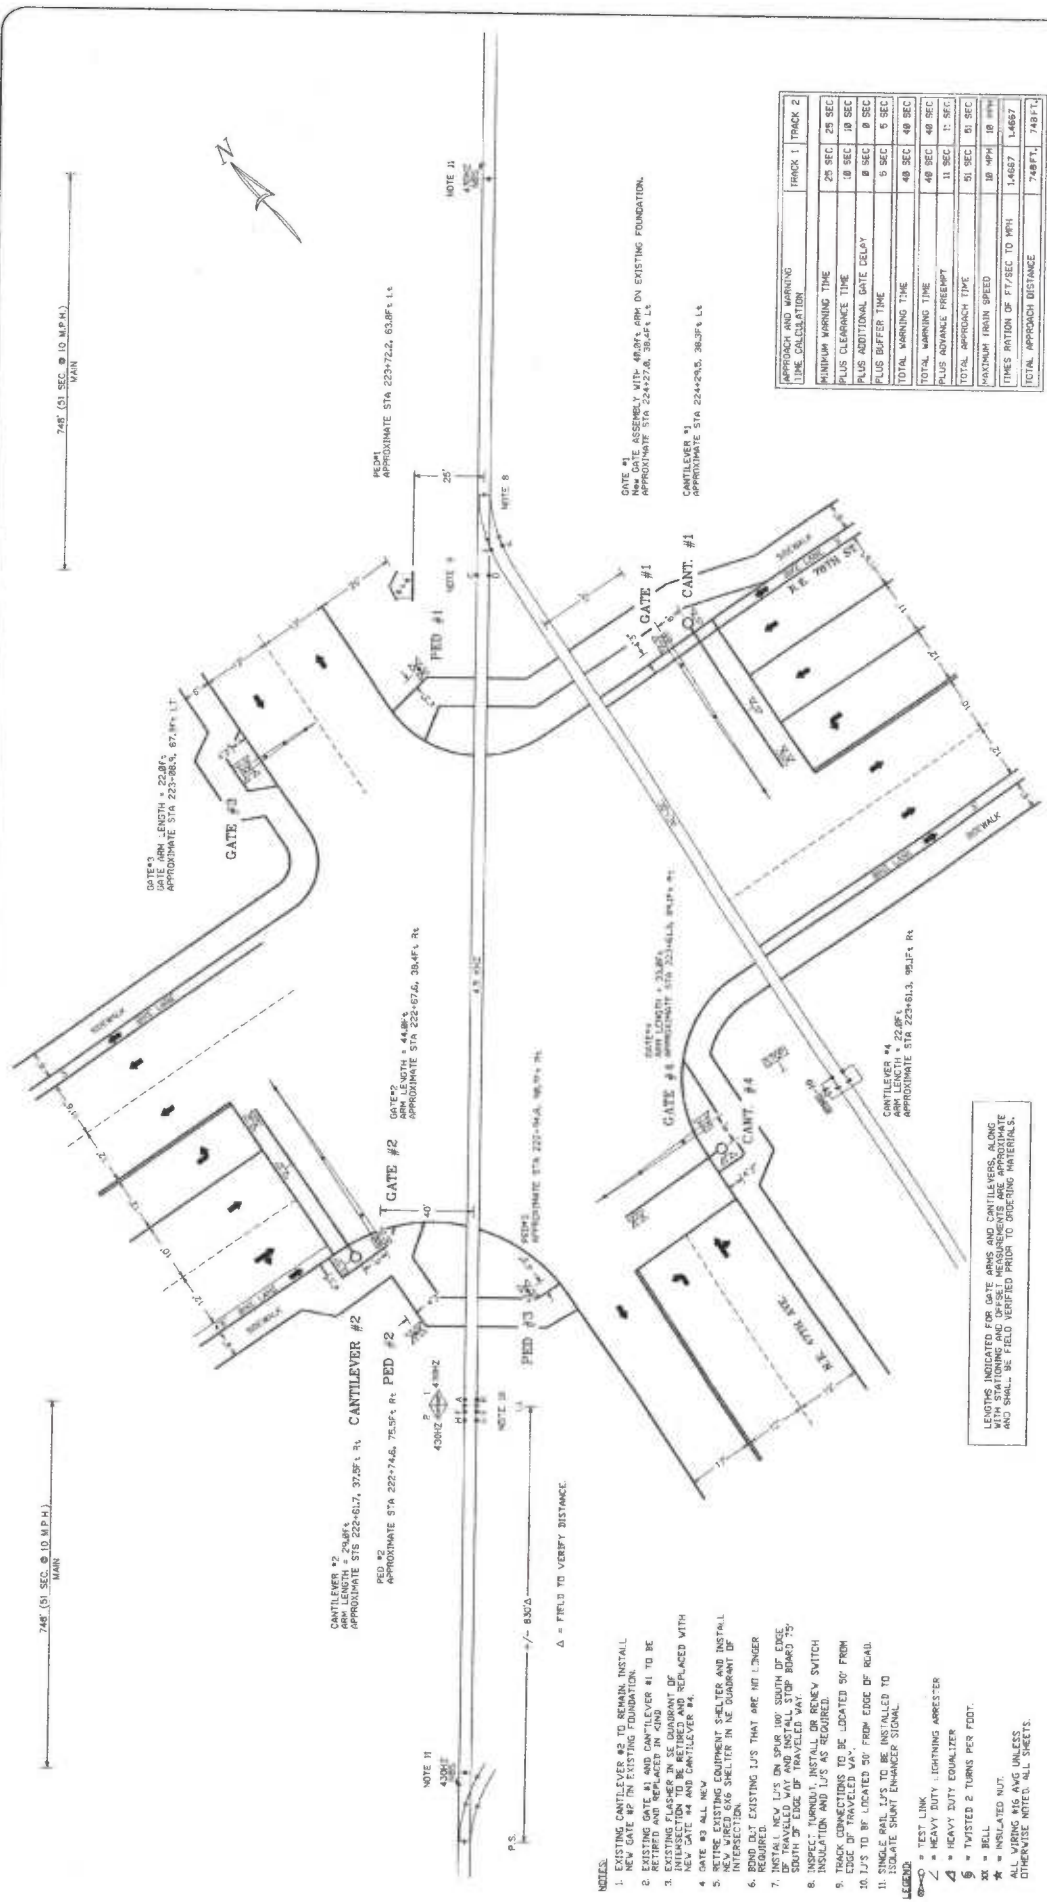 748' (51 SEC. @ 10 M.P.H.)
MAIN
748' (51 SEC. @ 10 M.P.H.)
MAIN
N
NOTE 11
430HZ
NOTE 11
P.S.
+/- 830'Δ
Δ = FIELD TO VERIFY DISTANCE.
CANTILEVER #2
ARM LENGTH = 29.0Ft
APPROXIMATE STS 222+61.7, 37.5Ft Rt
PED #2
APPROXIMATE STA 222+74.6, 75.5Ft Rt
CANTILEVER #2
PED #2
430HZ
430HZ
PED #3
GATE #2
GATE#2
ARM LENGTH = 44.0Ft
APPROXIMATE STA 222+67.6, 38.4Ft Rt
40'
4.9 KHZ
GATE#3
GATE ARM LENGTH = 22.0Ft
GATE #3
PED#1
APPROXIMATE STA 223+72.2, 63.8Ft Lt
PED #1
25'
NOTE 8
NOTE 9
GATE #1
New GATE ASSEMBLY WITH 40.0Ft ARM ON EXISTING FOUNDATION.
APPROXIMATE STA 224+27.0, 38.4Ft Lt
CANTILEVER #1
APPROXIMATE STA 224+29.5, 38.3Ft Lt
GATE #1
CANT. #1
SIDEWALK
BIKE LANE
N.E. 78TH ST
SIDEWALK
BIKE LANE
SIDEWALK
BIKE LANE
SIDEWALK
BIKE LANE
N.E. 47TH AVE.
GATE #4
CANT. #4
CANTILEVER #4
ARM LENGTH = 22.0Ft
APPROXIMATE STA 223+61.3, 95.1Ft Rt
APPROACH AND WARNING TIME CALCULATION TRACK 1 TRACK 2
MINIMUM WARNING TIME 25 SEC 25 SEC
PLUS CLEARANCE TIME 10 SEC 10 SEC
PLUS ADDITIONAL GATE DELAY 0 SEC 0 SEC
PLUS BUFFER TIME 5 SEC 5 SEC
TOTAL WARNING TIME 40 SEC 40 SEC
TOTAL WARNING TIME 40 SEC 40 SEC
PLUS ADVANCE PREEMPT 11 SEC 11 SEC
TOTAL APPROACH TIME 51 SEC 51 SEC
MAXIMUM TRAIN SPEED 10 MPH 10 MPH
TIMES RATION OF FT/SEC TO MPH 1.4667 1.4667
TOTAL APPROACH DISTANCE 748FT. 748FT.
LENGTHS INDICATED FOR GATE ARMS AND CANTILEVERS, ALONG
WITH STATIONING AND OFFSET MEASUREMENTS ARE APPROXIMATE
AND SHALL BE FIELD VERIFIED PRIOR TO ORDERING MATERIALS.
NOTES:
1. EXISTING CANTILEVER #2 TO REMAIN. INSTALL
NEW GATE #2 ON EXISTING FOUNDATION.
2. EXISTING GATE #1 AND CANTILEVER #1 TO BE
RETIRED AND REPLACED IN KIND
3. EXISTING FLASHER IN SE QUADRANT OF
INTERSECTION TO BE RETIRED AND REPLACED WITH
NEW GATE #4 AND CANTILEVER #4.
4. GATE #3 ALL NEW
5. RETIRE EXISTING EQUIPMENT SHELTER AND INSTALL
NEW WIRED 6X6 SHELTER IN NE QUADRANT OF
INTERSECTION.
6. BOND OUT EXISTING IJ'S THAT ARE NO LONGER
REQUIRED.
7. INSTALL NEW IJ'S ON SPUR 100' SOUTH OF EDGE
OF TRAVELED WAY AND INSTALL STOP BOARD 75'
SOUTH OF EDGE OF TRAVELED WAY.
8. INSPECT TURNOUT, INSTALL OR RENEW SWITCH
INSULATION AND IJ'S AS REQUIRED.
9. TRACK CONNECTIONS TO BE LOCATED 50' FROM
EDGE OF TRAVELED WAY.
10. IJ'S TO BE LOCATED 50' FROM EDGE OF ROAD.
11. SINGLE RAIL IJ'S TO BE INSTALLED TO
ISOLATE SHUNT ENHANCER SIGNAL.
LEGEND:
= TEST LINK
= HEAVY DUTY LIGHTNING ARRESTER
= HEAVY DUTY EQUALIZER
= TWISTED 2 TURNS PER FOOT.
XX = BELL
★ = INSULATED NUT.
ALL WIRING #16 AWG UNLESS
OTHERWISE NOTED, ALL SHEETS.